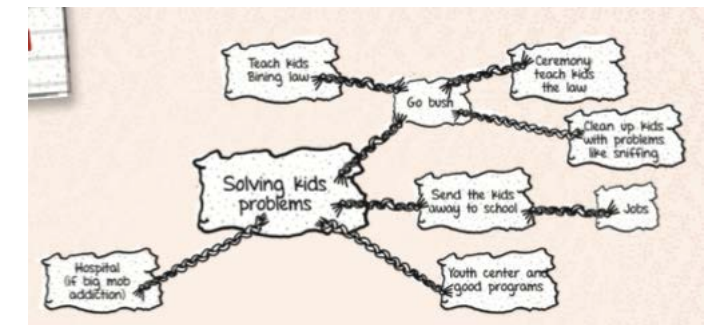 Teach kids
Bining law
Ceremony
teach kids
the law
Go bush
Clean up kids
with problems
like sniffing
Solving kids
problems
Send the kids
away to school
Jobs
Hospital
(if big mob
addiction)
Youth center and
good programs